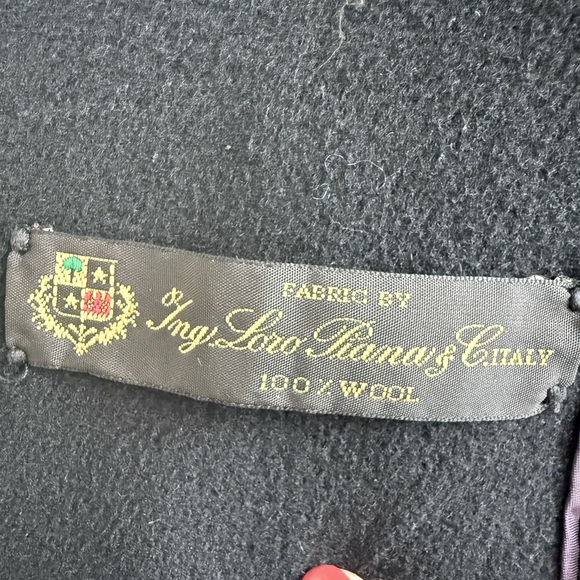 FABRIC BY
Ing. Loro Piana & C. ITALY
100% WOOL